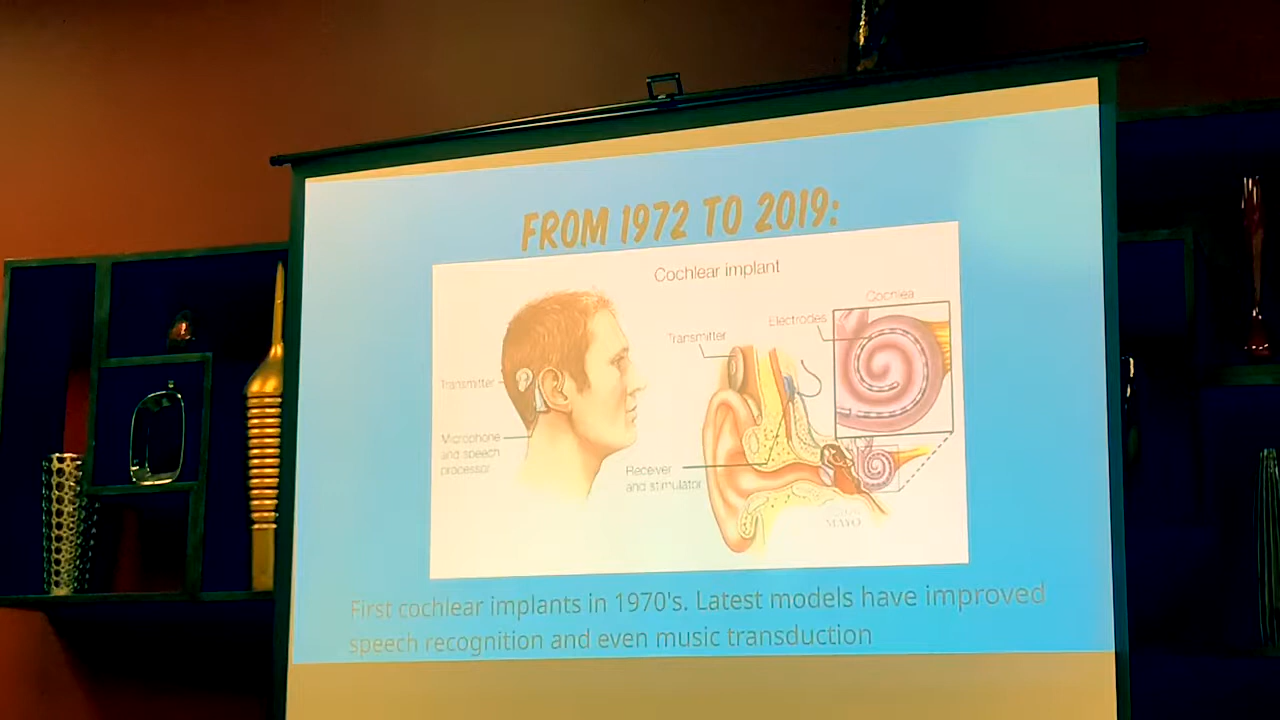 FROM 1972 TO 2019:
Cochlear implant
Cochlea
Electrodes
Transmitter
Transmitter
Microphone
and speech
processor
Receiver
and stimulator
MAYO
First cochlear implants in 1970's. Latest models have improved
speech recognition and even music transduction